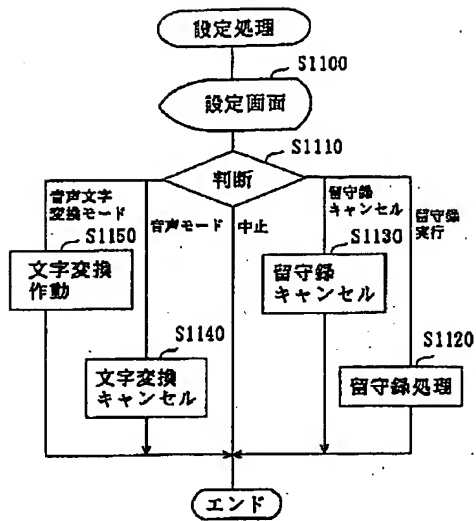 設定処理
S1100
設定画面
S1110
判断
音声文字
変換モード
音声モード
中止
留守録
キャンセル
留守録
実行
S1150
文字変換
作動
S1130
留守録
キャンセル
S1140
文字変換
キャンセル
S1120
留守録処理
エンド